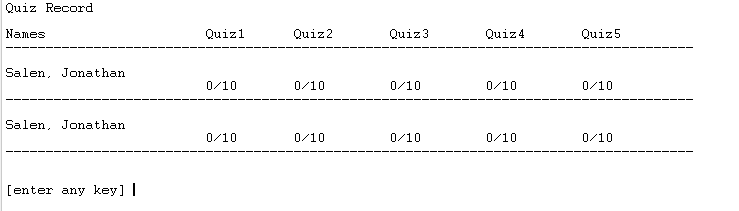 Quiz Record
Names Quiz1 Quiz2 Quiz3 Quiz4 Quiz5
--------------------------------------------------------------------------------------
Salen, Jonathan
0/10 0/10 0/10 0/10 0/10
--------------------------------------------------------------------------------------
Salen, Jonathan
0/10 0/10 0/10 0/10 0/10
--------------------------------------------------------------------------------------
[enter any key]